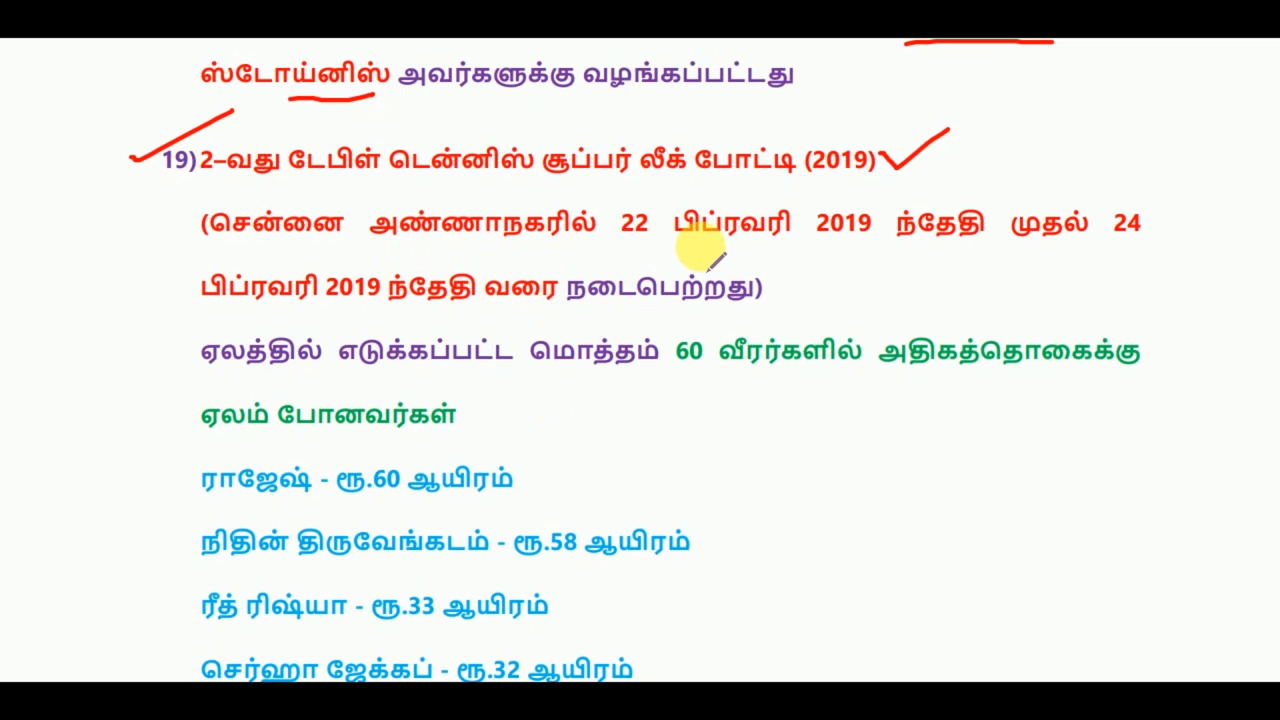 ஸ்டோய்னிஸ் அவர்களுக்கு வழங்கப்பட்டது
19) 2–வது டேபிள் டென்னிஸ் சூப்பர் லீக் போட்டி (2019)
(சென்னை அண்ணாநகரில் 22 பிப்ரவரி 2019 ந்தேதி முதல் 24
பிப்ரவரி 2019 ந்தேதி வரை நடைபெற்றது)
ஏலத்தில் எடுக்கப்பட்ட மொத்தம் 60 வீரர்களில் அதிகத்தொகைக்கு
ஏலம் போனவர்கள்
ராஜேஷ் - ரூ.60 ஆயிரம்
நிதின் திருவேங்கடம் - ரூ.58 ஆயிரம்
ரீத் ரிஷ்யா - ரூ.33 ஆயிரம்
செர்ஹா ஜேக்கப் - ரூ.32 ஆயிரம்